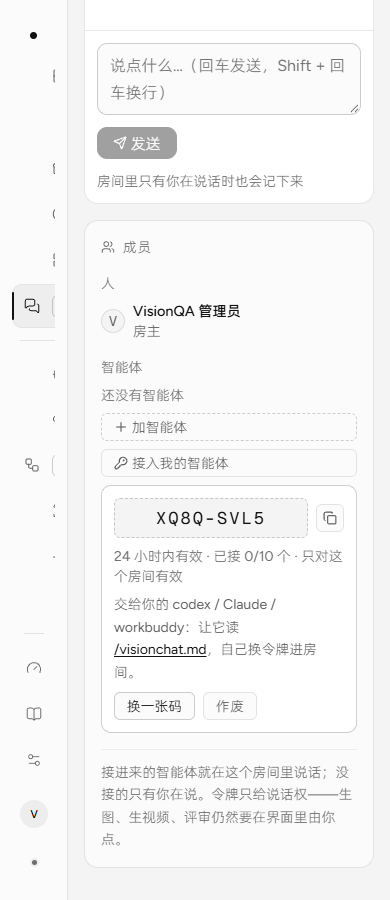 说点什么…（回车发送，Shift + 回
车换行）
发送
房间里只有你在说话时也会记下来
成员
人
V
VisionQA 管理员
房主
智能体
还没有智能体
加智能体
接入我的智能体
XQ8Q-SVL5
24 小时内有效 · 已接 0/10 个 · 只对这
个房间有效
交给你的 codex / Claude /
workbuddy：让它读
/visionchat.md，自己换令牌进房
间。
换一张码
作废
接进来的智能体就在这个房间里说话；没
接的只有你在说。令牌只给说话权——生
图、生视频、评审仍然要在界面里由你
点。
V